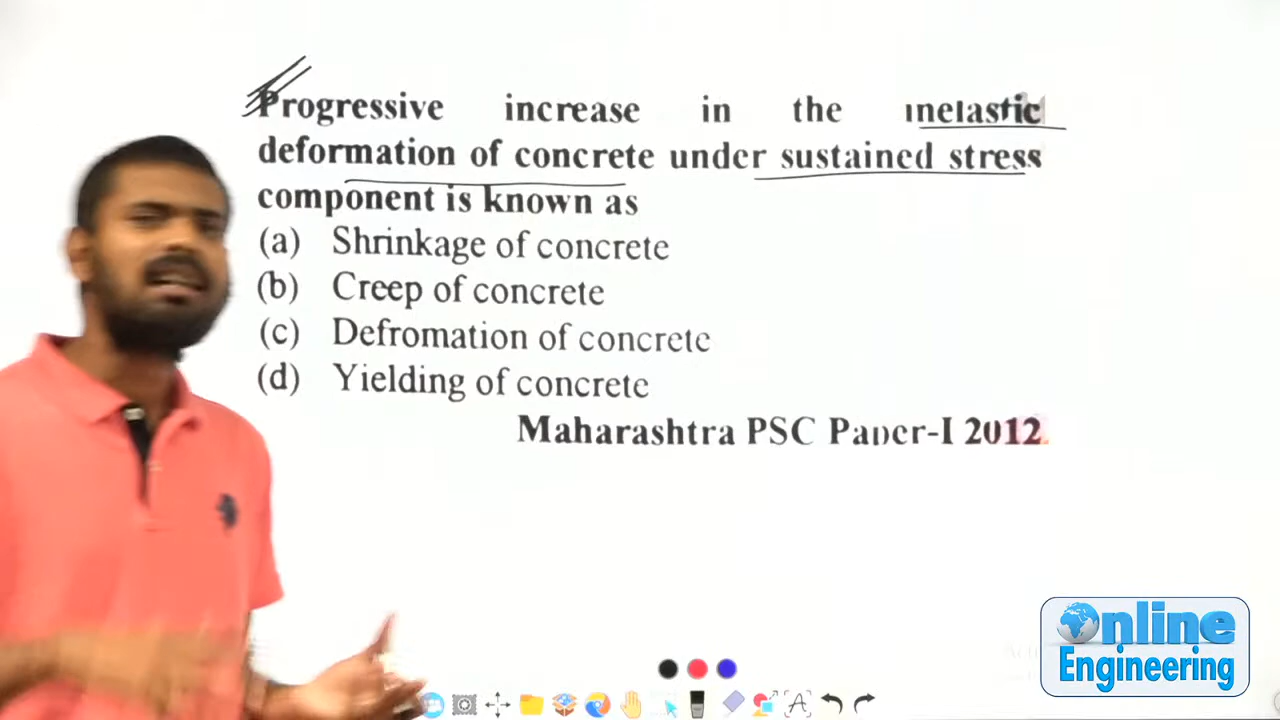 Progressive increase in the inelastic
deformation of concrete under sustained stress
component is known as
(a) Shrinkage of concrete
(b) Creep of concrete
(c) Defromation of concrete
(d) Yielding of concrete
Maharashtra PSC Paper-I 2012
Online
Engineering